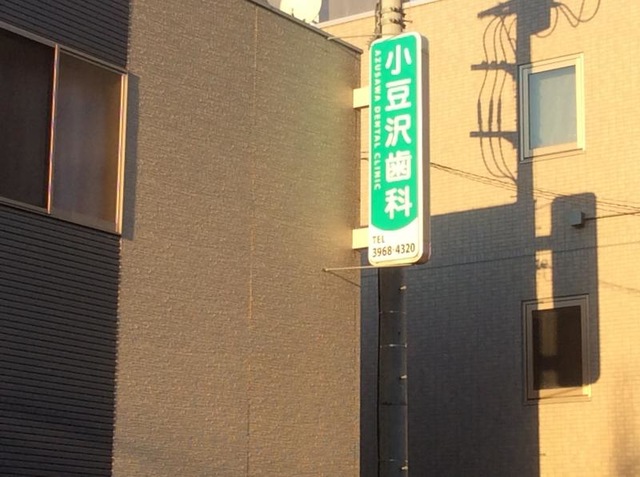 小豆沢歯科
AZUSAWA DENTAL CLINIC
TEL
3968-4320